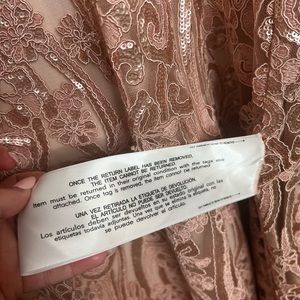 ONCE THE RETURN LABEL HAS BEEN REMOVED,
THE ITEM CANNOT BE RETURNED.
Item must be returned in their original condition with the tags still
attached. Once tag is removed, the item cannot be returned
UNA VEZ RETIRADA LA ETIQUETA DE DEVOLUCIÓN,
EL ARTÍCULO NO PUEDE SER DEVUELTO.
Los artículos deben ser devueltos en su estado original con las
etiquetas todavía adjuntas. Una vez que se elimina la etiqueta, no
se puede devolver el artículo.